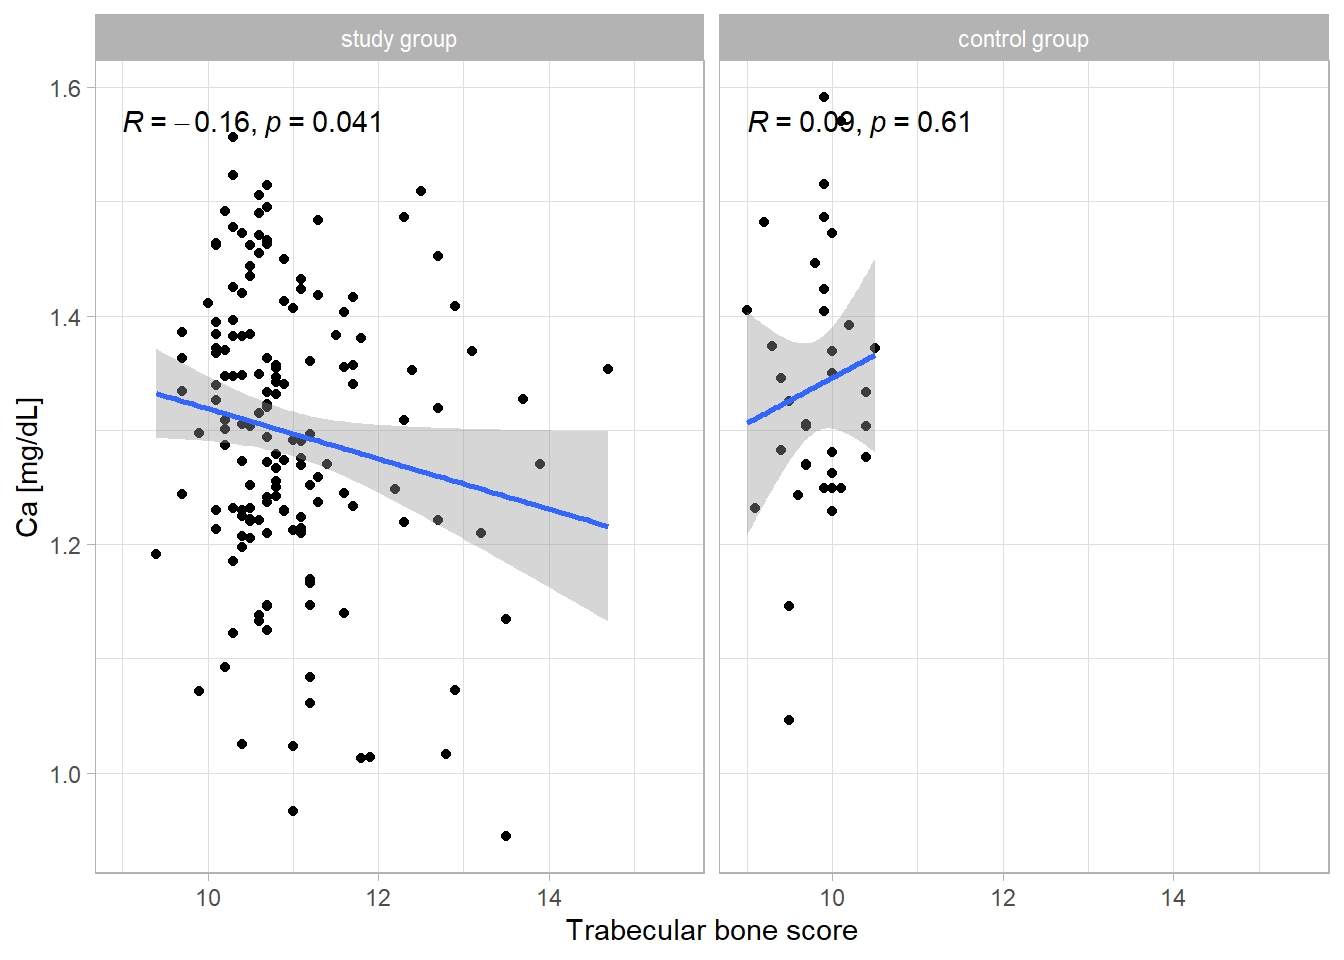 study group
control group
R = −0.16, p = 0.041
R = 0.09, p = 0.61
1.6
1.4
1.2
1.0
Ca [mg/dL]
10 12 14
10 12 14
Trabecular bone score